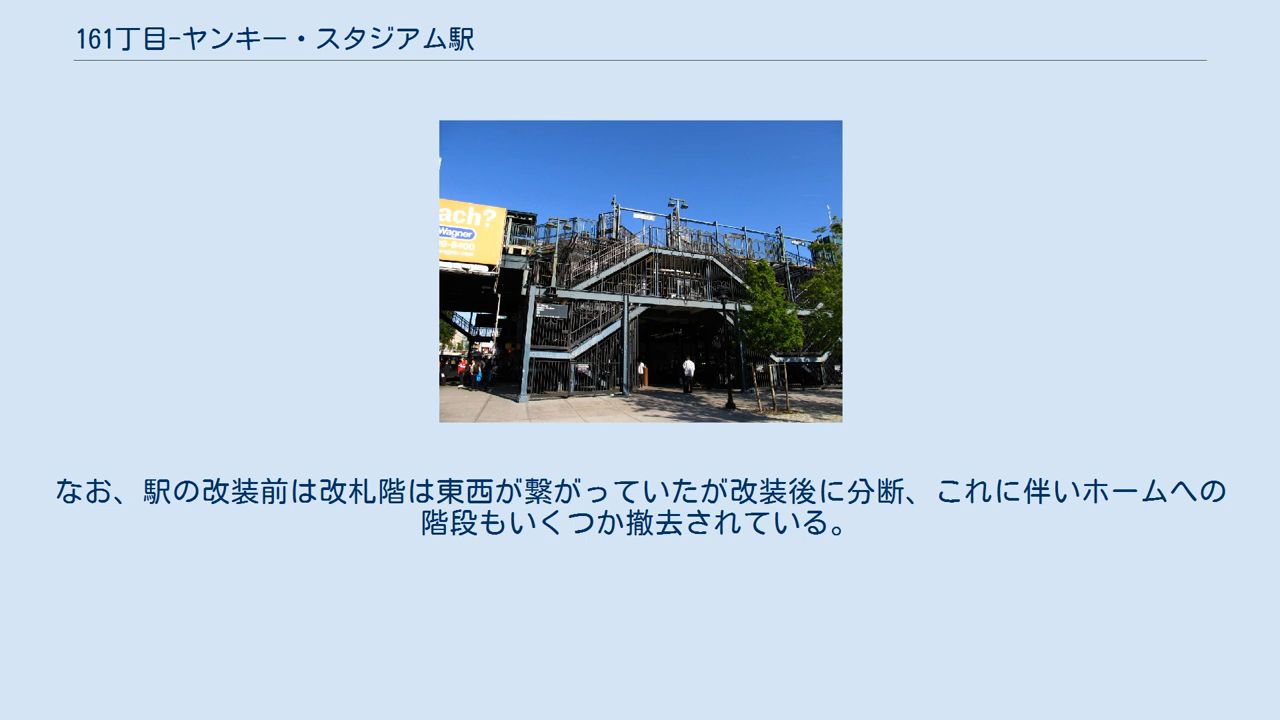 161丁目-ヤンキー・スタジアム駅
ach?
Wagner
なお、駅の改装前は改札階は東西が繋がっていたが改装後に分断、これに伴いホームへの
階段もいくつか撤去されている。